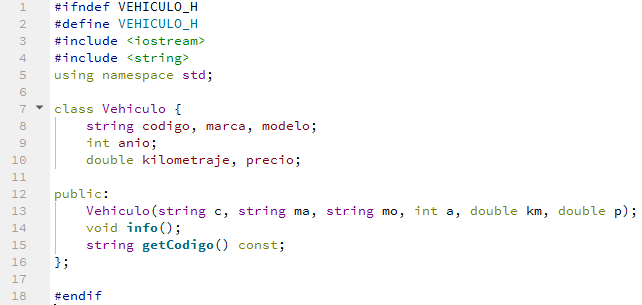 1 #ifndef VEHICULO_H
2 #define VEHICULO_H
3 #include <iostream>
4 #include <string>
5 using namespace std;
6
7 class Vehiculo {
8 string codigo, marca, modelo;
9 int anio;
10 double kilometraje, precio;
11
12 public:
13 Vehiculo(string c, string ma, string mo, int a, double km, double p);
14 void info();
15 string getCodigo() const;
16 };
17
18 #endif